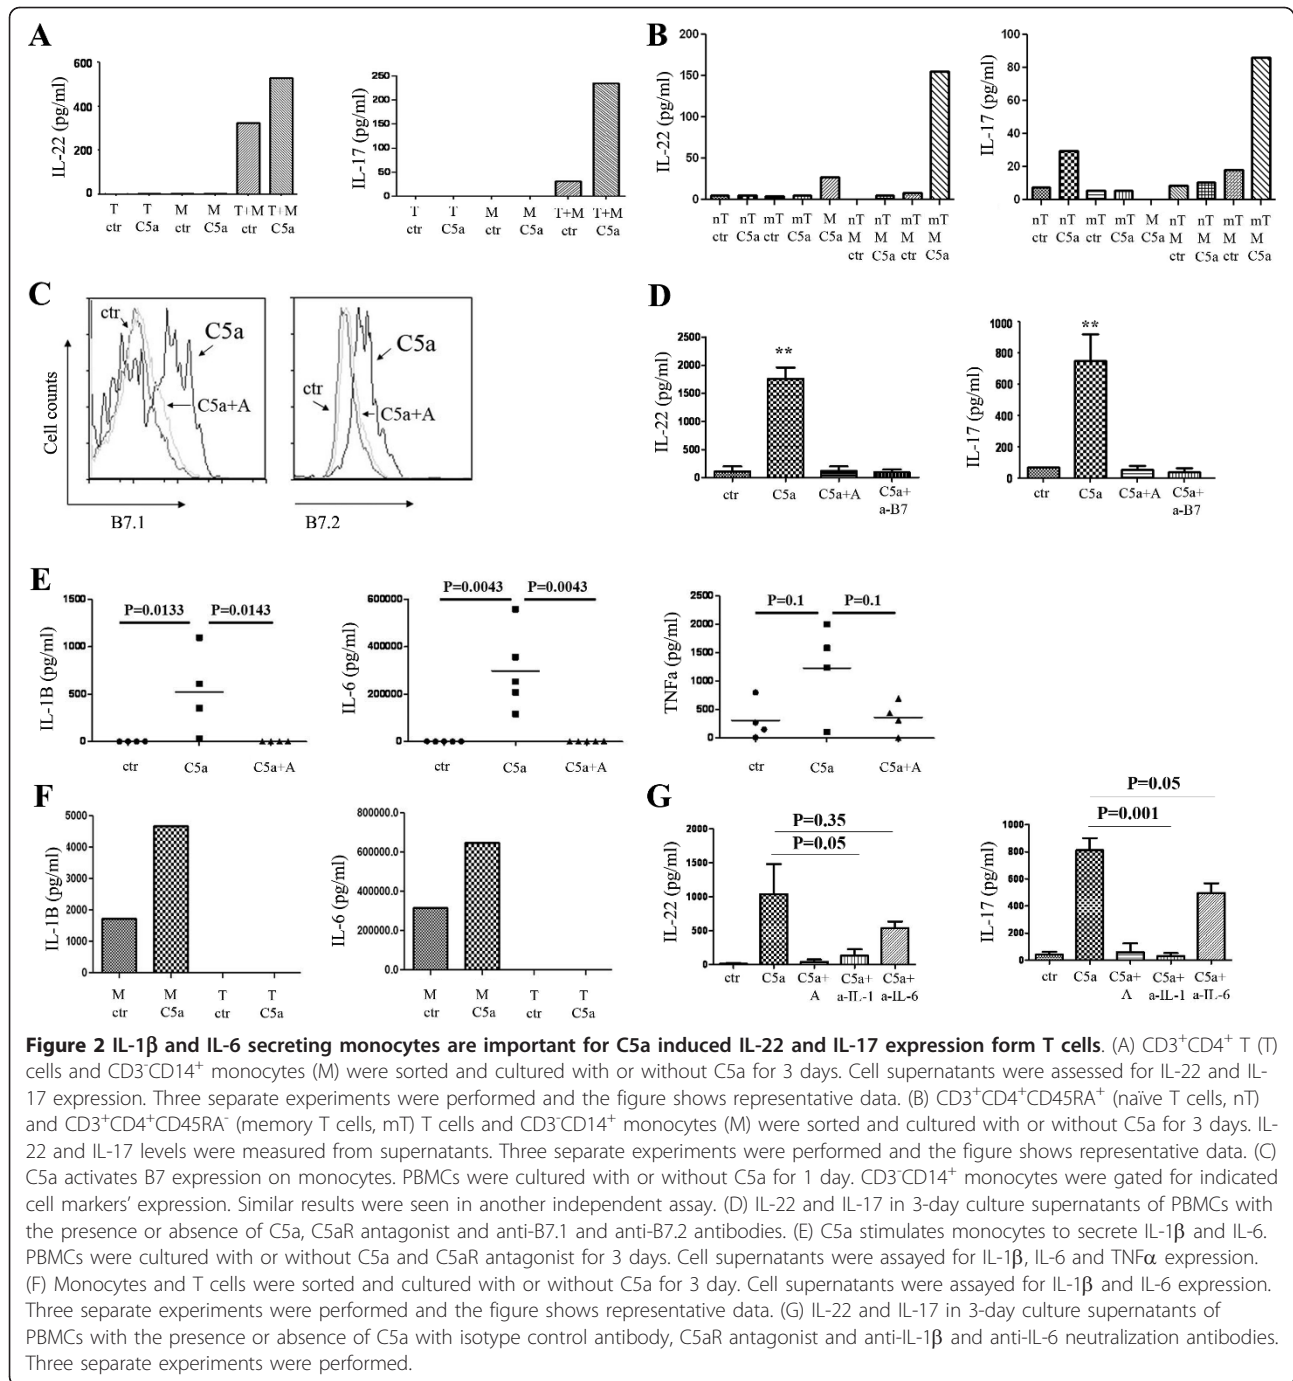 A
IL-22 (pg/ml)
600
400
200
0
T ctr
T C5a
M ctr
M C5a
T+M ctr
T+M C5a
IL-17 (pg/ml)
250
200
150
100
50
0
T ctr
T C5a
M ctr
M C5a
T+M ctr
T+M C5a
B
IL-22 (pg/ml)
200
150
100
50
0
nT ctr
nT C5a
mT ctr
mT C5a
M C5a
nT M ctr
nT M C5a
mT M ctr
mT M C5a
IL-17 (pg/ml)
100
80
60
40
20
0
nT ctr
nT C5a
mT ctr
mT C5a
M C5a
nT M ctr
nT M C5a
mT M ctr
mT M C5a
C
Cell counts
ctr
C5a
C5a+A
B7.1
ctr
C5a
C5a+A
B7.2
D
IL-22 (pg/ml)
2500
2000
1500
1000
500
0
**
ctr
C5a
C5a+A
C5a+
a-B7
IL-17 (pg/ml)
1000
800
600
400
200
0
**
ctr
C5a
C5a+A
C5a+
a-B7
E
IL-1B (pg/ml)
1500
1000
500
0
P=0.0133
P=0.0143
ctr
C5a
C5a+A
IL-6 (pg/ml)
600000
400000
200000
0
P=0.0043
P=0.0043
ctr
C5a
C5a+A
TNFa (pg/ml)
2500
2000
1500
1000
500
0
P=0.1
P=0.1
ctr
C5a
C5a+A
F
IL-1B (pg/ml)
5000
4000
3000
2000
1000
0
M ctr
M C5a
T ctr
T C5a
IL-6 (pg/ml)
800000.0
600000.0
400000.0
200000.0
0.0
M ctr
M C5a
T ctr
T C5a
G
IL-22 (pg/ml)
2000
1500
1000
500
0
P=0.35
P=0.05
ctr
C5a
C5a+
A
C5a+
a-IL-1
C5a+
a-IL-6
IL-17 (pg/ml)
1000
800
600
400
200
0
P=0.05
P=0.001
ctr
C5a
C5a+
A
C5a+
a-IL-1
C5a+
a-IL-6
Figure 2 IL-1β and IL-6 secreting monocytes are important for C5a induced IL-22 and IL-17 expression form T cells. (A) CD3⁺CD4⁺ T (T)
cells and CD3⁻CD14⁺ monocytes (M) were sorted and cultured with or without C5a for 3 days. Cell supernatants were assessed for IL-22 and IL-
17 expression. Three separate experiments were performed and the figure shows representative data. (B) CD3⁺CD4⁺CD45RA⁺ (naïve T cells, nT)
and CD3⁺CD4⁺CD45RA⁻ (memory T cells, mT) T cells and CD3⁻CD14⁺ monocytes (M) were sorted and cultured with or without C5a for 3 days. IL-
22 and IL-17 levels were measured from supernatants. Three separate experiments were performed and the figure shows representative data. (C)
C5a activates B7 expression on monocytes. PBMCs were cultured with or without C5a for 1 day. CD3⁻CD14⁺ monocytes were gated for indicated
cell markers' expression. Similar results were seen in another independent assay. (D) IL-22 and IL-17 in 3-day culture supernatants of PBMCs with
the presence or absence of C5a, C5aR antagonist and anti-B7.1 and anti-B7.2 antibodies. (E) C5a stimulates monocytes to secrete IL-1β and IL-6.
PBMCs were cultured with or without C5a and C5aR antagonist for 3 days. Cell supernatants were assayed for IL-1β, IL-6 and TNFα expression.
(F) Monocytes and T cells were sorted and cultured with or without C5a for 3 day. Cell supernatants were assayed for IL-1β and IL-6 expression.
Three separate experiments were performed and the figure shows representative data. (G) IL-22 and IL-17 in 3-day culture supernatants of
PBMCs with the presence or absence of C5a with isotype control antibody, C5aR antagonist and anti-IL-1β and anti-IL-6 neutralization antibodies.
Three separate experiments were performed.